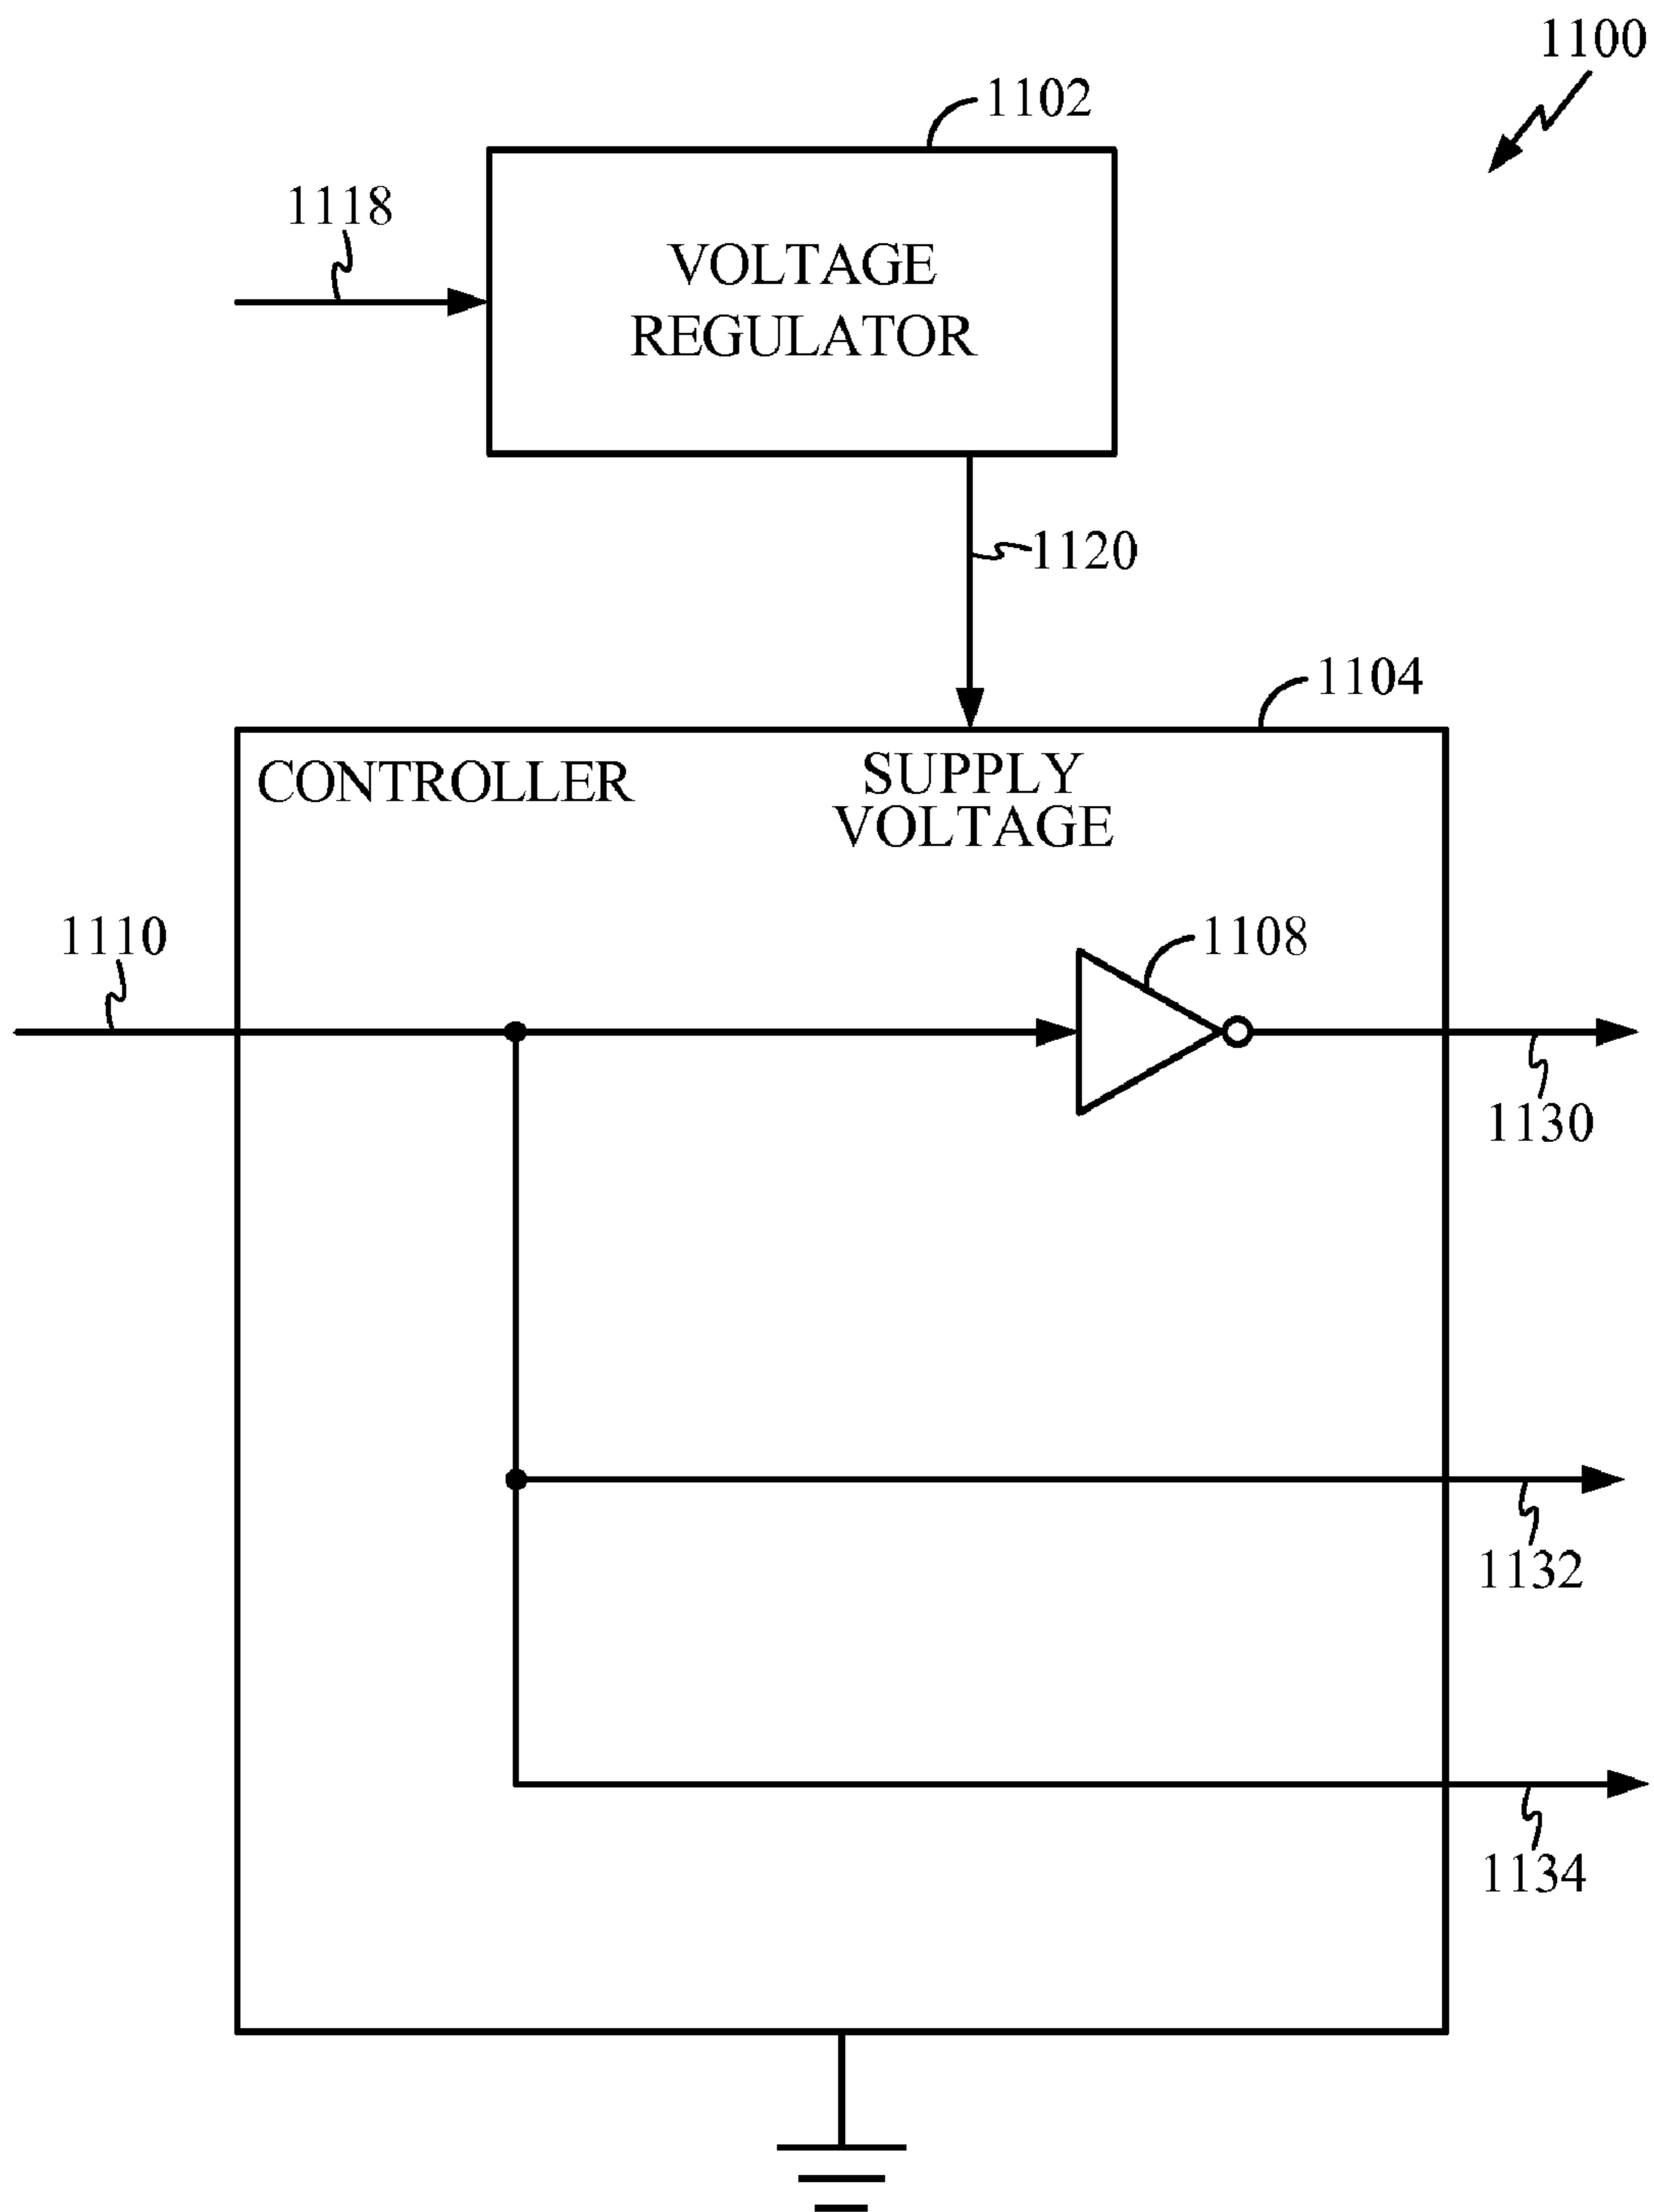 1100
1102
1118
VOLTAGE
REGULATOR
1120
1104
CONTROLLER
SUPPLY
VOLTAGE
1110
1108
1130
1132
1134